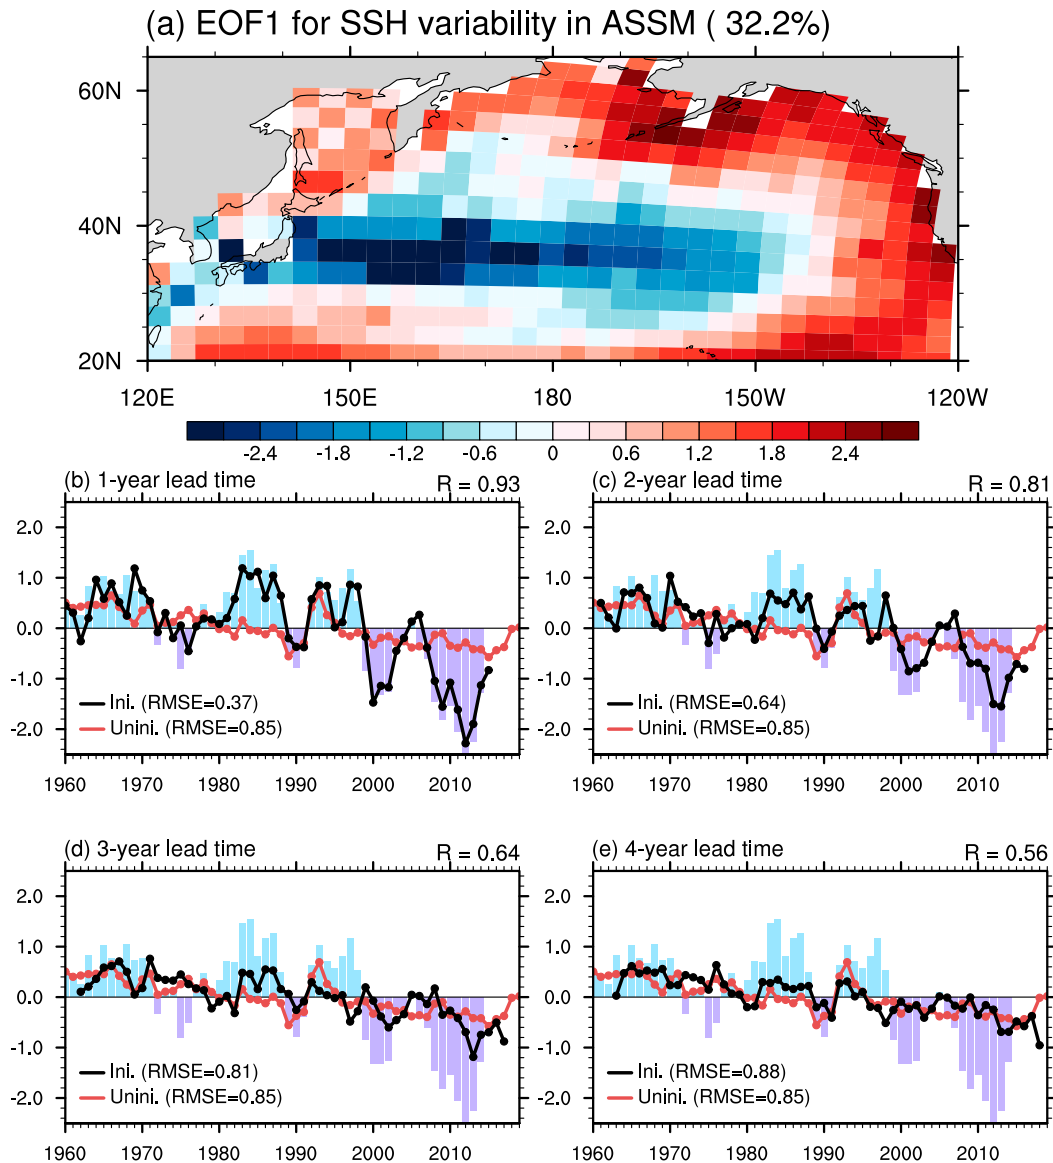 (a) EOF1 for SSH variability in ASSM ( 32.2%)
60N
40N
20N
120E 150E 180 150W 120W
-2.4 -1.8 -1.2 -0.6 0 0.6 1.2 1.8 2.4
(b) 1-year lead time R = 0.93
2.0
1.0
0.0
-1.0
-2.0
Ini. (RMSE=0.37)
Unini. (RMSE=0.85)
1960 1970 1980 1990 2000 2010
(c) 2-year lead time R = 0.81
2.0
1.0
0.0
-1.0
-2.0
Ini. (RMSE=0.64)
Unini. (RMSE=0.85)
1960 1970 1980 1990 2000 2010
(d) 3-year lead time R = 0.64
2.0
1.0
0.0
-1.0
-2.0
Ini. (RMSE=0.81)
Unini. (RMSE=0.85)
1960 1970 1980 1990 2000 2010
(e) 4-year lead time R = 0.56
2.0
1.0
0.0
-1.0
-2.0
Ini. (RMSE=0.88)
Unini. (RMSE=0.85)
1960 1970 1980 1990 2000 2010